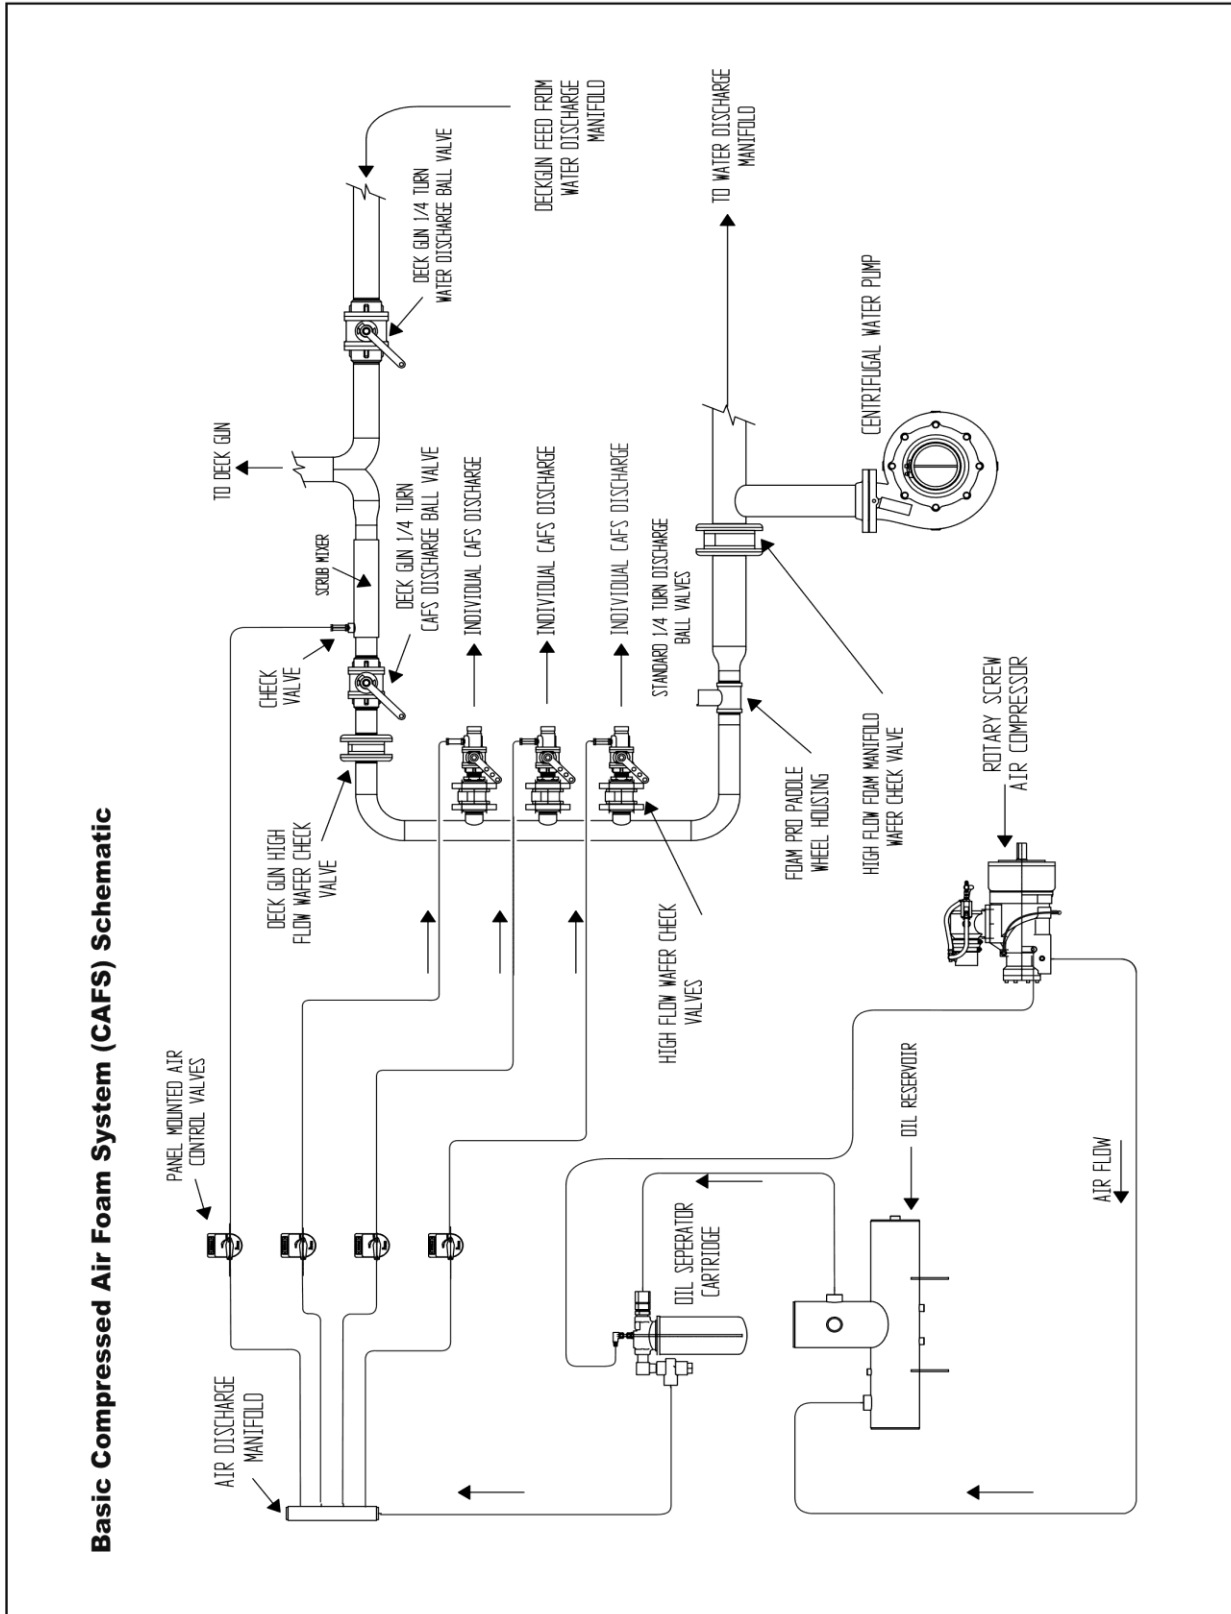 Basic Compressed Air Foam System (CAFS) Schematic
PANEL MOUNTED AIR
CONTROL VALVES
AIR DISCHARGE
MANIFOLD
DECK GUN HIGH
FLOW WAFER CHECK
VALVE
CHECK
VALVE
SCRUB MIXER
TO DECK GUN
DECK GUN 1/4 TURN
CAFS DISCHARGE BALL VALVE
DECK GUN 1/4 TURN
WATER DISCHARGE BALL VALVE
DECKGUN FEED FROM
WATER DISCHARGE
MANIFOLD
INDIVIDUAL CAFS DISCHARGE
INDIVIDUAL CAFS DISCHARGE
INDIVIDUAL CAFS DISCHARGE
STANDARD 1/4 TURN DISCHARGE
BALL VALVES
TO WATER DISCHARGE
MANIFOLD
HIGH FLOW WAFER CHECK
VALVES
FOAM PRO PADDLE
WHEEL HOUSING
HIGH FLOW FOAM MANIFOLD
WAFER CHECK VALVE
CENTRIFUGAL WATER PUMP
OIL SEPERATOR
CARTRIDGE
OIL RESERVOIR
ROTARY SCREW
AIR COMPRESSOR
AIR FLOW